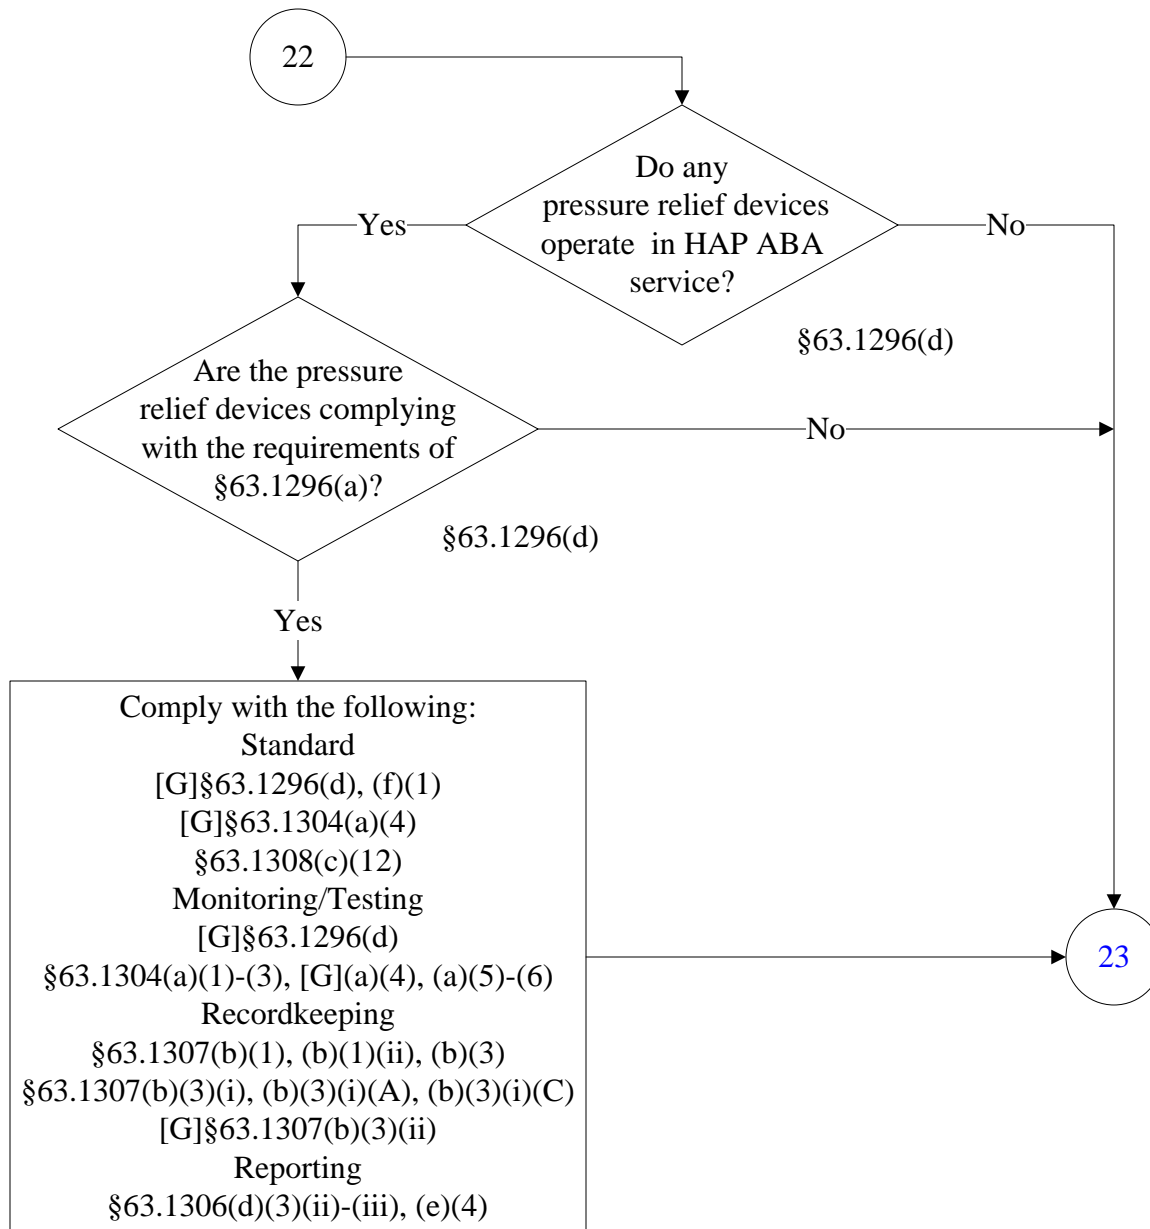 22
Do any
pressure relief devices
operate in HAP ABA
service?
Yes
No
§63.1296(d)
Are the pressure
relief devices complying
with the requirements of
§63.1296(a)?
No
§63.1296(d)
Yes
Comply with the following:
Standard
[G]§63.1296(d), (f)(1)
[G]§63.1304(a)(4)
§63.1308(c)(12)
Monitoring/Testing
[G]§63.1296(d)
§63.1304(a)(1)-(3), [G](a)(4), (a)(5)-(6)
Recordkeeping
§63.1307(b)(1), (b)(1)(ii), (b)(3)
§63.1307(b)(3)(i), (b)(3)(i)(A), (b)(3)(i)(C)
[G]§63.1307(b)(3)(ii)
Reporting
§63.1306(d)(3)(ii)-(iii), (e)(4)
23